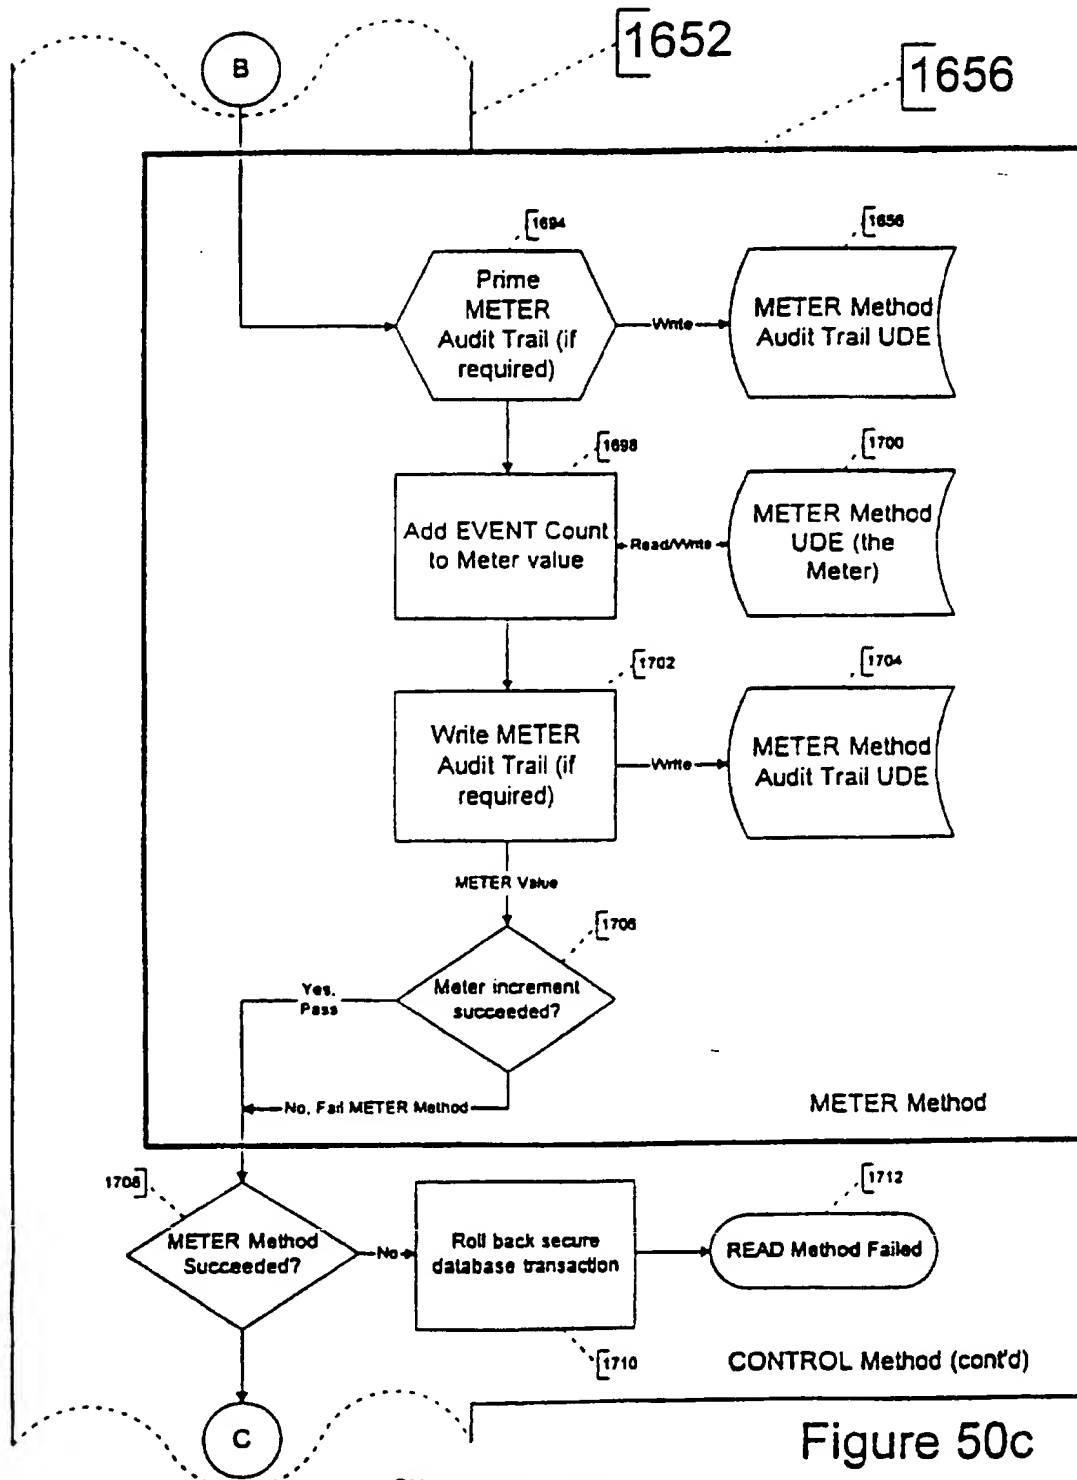 B
1652
1656
1694
Prime
METER
Audit Trail (if
required)
Write
1656
METER Method
Audit Trail UDE
1698
Add EVENT Count
to Meter value
Read/Write
1700
METER Method
UDE (the
Meter)
1702
Write METER
Audit Trail (if
required)
Write
1704
METER Method
Audit Trail UDE
METER Value
1706
Meter increment
succeeded?
Yes,
Pass
No, Fail METER Method
METER Method
1708
METER Method
Succeeded?
No
Roll back secure
database transaction
1710
1712
READ Method Failed
CONTROL Method (cont'd)
C
Figure 50c